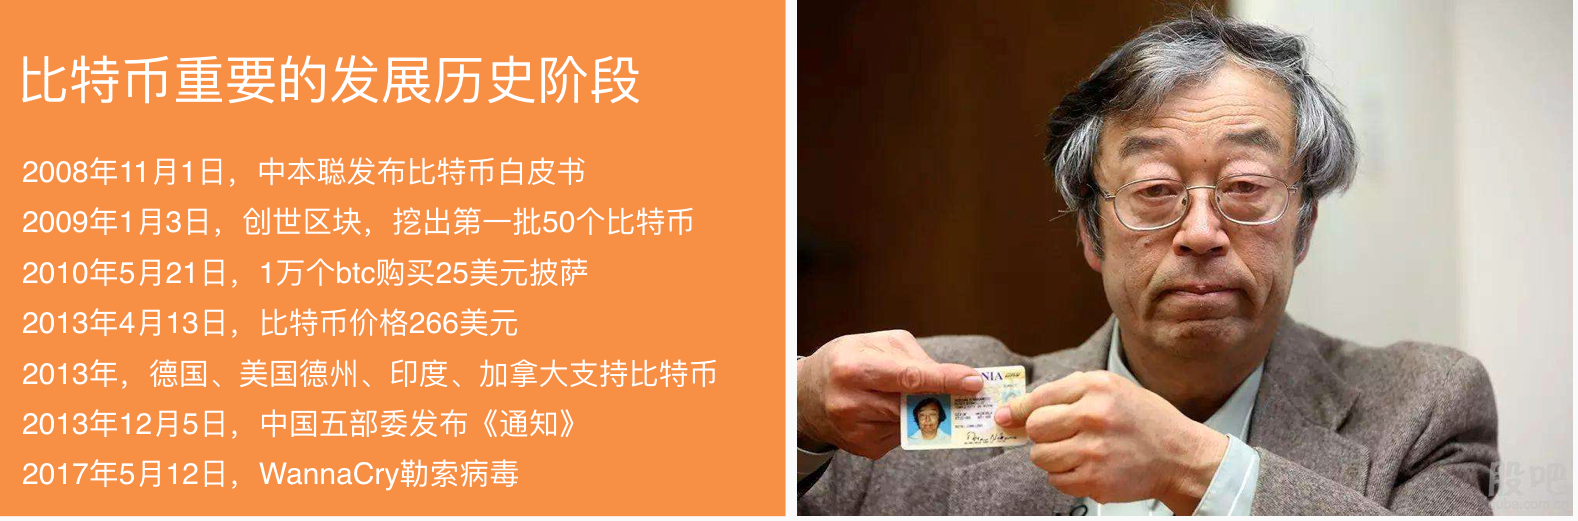 比特币重要的发展历史阶段
2008年11月1日，中本聪发布比特币白皮书
2009年1月3日，创世区块，挖出第一批50个比特币
2010年5月21日，1万个btc购买25美元披萨
2013年4月13日，比特币价格266美元
2013年，德国、美国德州、印度、加拿大支持比特币
2013年12月5日，中国五部委发布《通知》
2017年5月12日，WannaCry勒索病毒
NIA
股吧